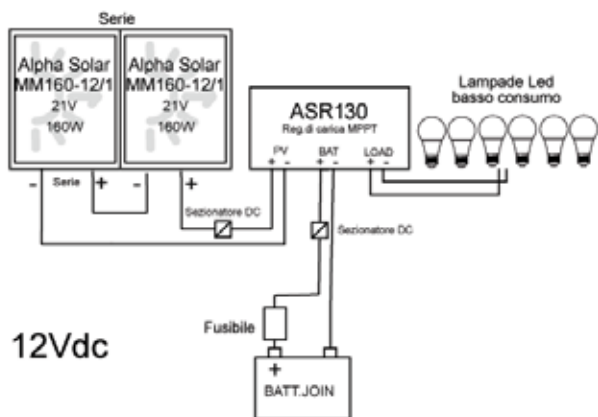 Serie
Alpha Solar
MM160-12/1
21V
160W
Alpha Solar
MM160-12/1
21V
160W
ASR130
Reg.di carica MPPT
PV
BAT
LOAD
+ - + - + -
Lampade Led
basso consumo
- Serie + - +
Sezionatore DC
Sezionatore DC
Fusibile
12Vdc
+
BATT.JOIN